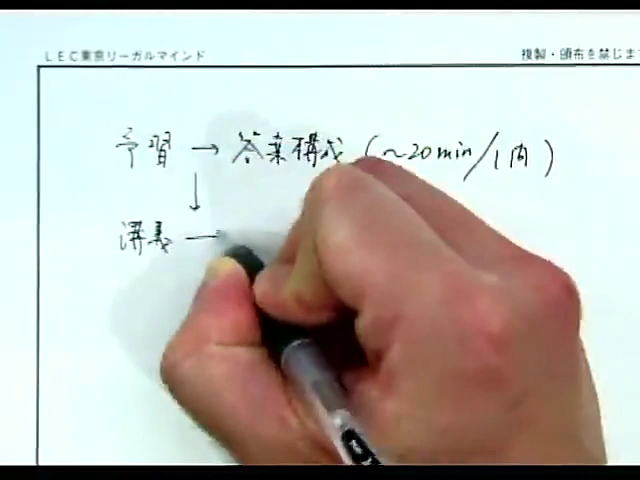 LEC東京リーガルマインド
複製・頒布を禁じま
予習 → 答案構成 (~20min/1問)
↓
講義 →